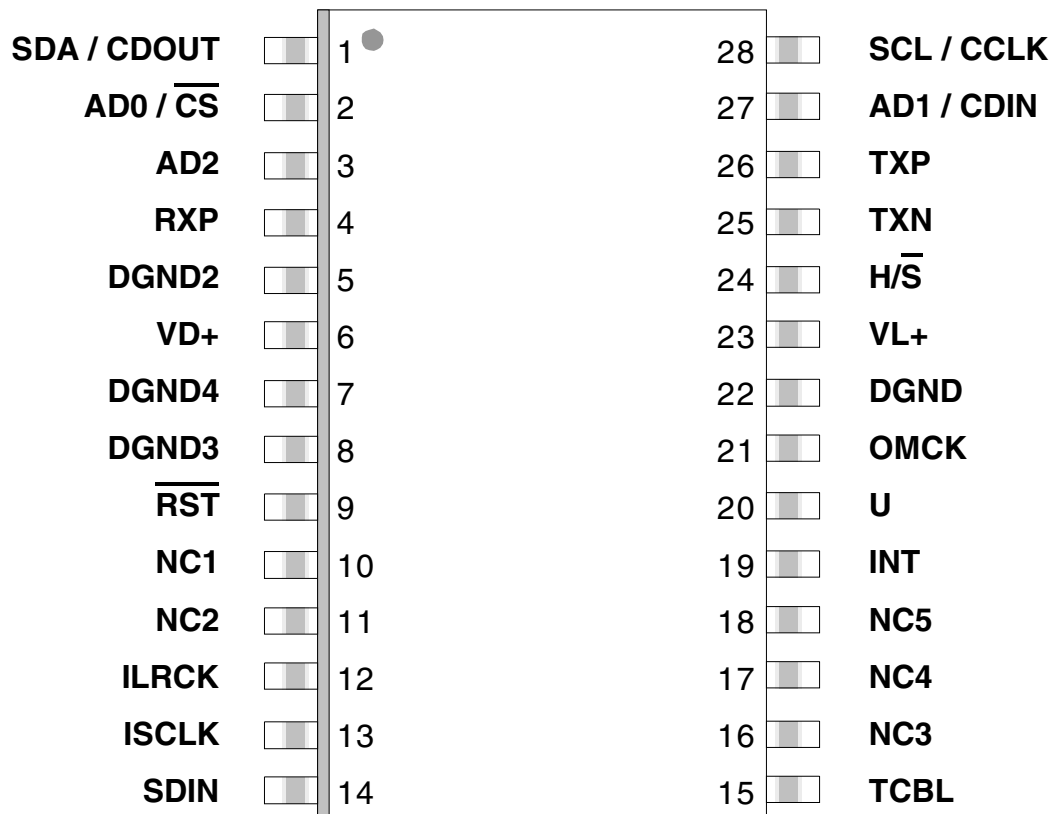 SDA / CDOUT 1 28 SCL / CCLK
AD0 / C̅S̅ 2 27 AD1 / CDIN
AD2 3 26 TXP
RXP 4 25 TXN
DGND2 5 24 H/S̅
VD+ 6 23 VL+
DGND4 7 22 DGND
DGND3 8 21 OMCK
R̅S̅T̅ 9 20 U
NC1 10 19 INT
NC2 11 18 NC5
ILRCK 12 17 NC4
ISCLK 13 16 NC3
SDIN 14 15 TCBL